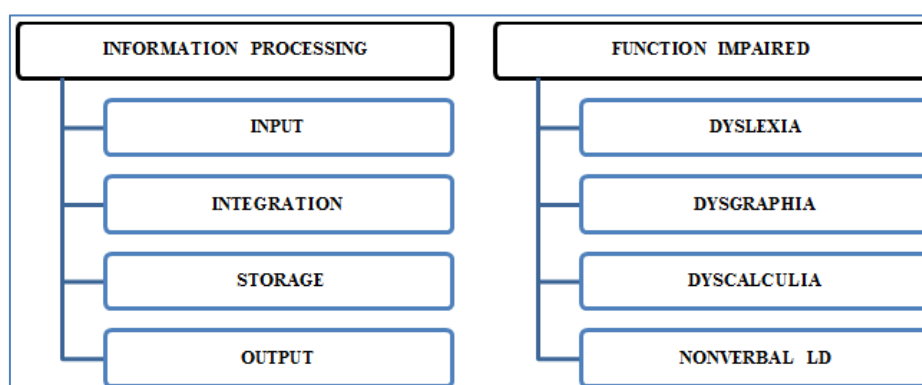 INFORMATION PROCESSING
INPUT
INTEGRATION
STORAGE
OUTPUT
FUNCTION IMPAIRED
DYSLEXIA
DYSGRAPHIA
DYSCALCULIA
NONVERBAL LD